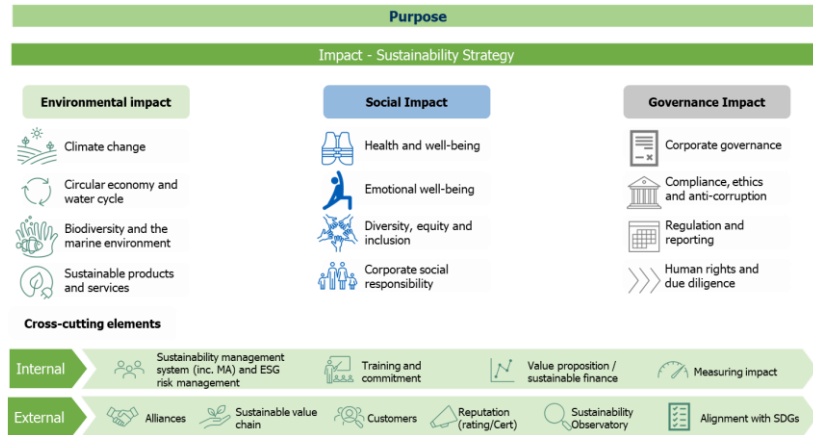 Purpose
Impact - Sustainability Strategy
Environmental impact
Climate change
Circular economy and
water cycle
Biodiversity and the
marine environment
Sustainable products
and services
Social Impact
Health and well-being
Emotional well-being
Diversity, equity and
inclusion
Corporate social
responsibility
Governance Impact
Corporate governance
Compliance, ethics
and anti-corruption
Regulation and
reporting
Human rights and
due diligence
Cross-cutting elements
Internal
Sustainability management
system (inc. MA) and ESG
risk management
Training and
commitment
Value proposition /
sustainable finance
Measuring impact
External
Alliances
Sustainable value
chain
Customers
Reputation
(rating/Cert)
Sustainability
Observatory
Alignment with SDGs